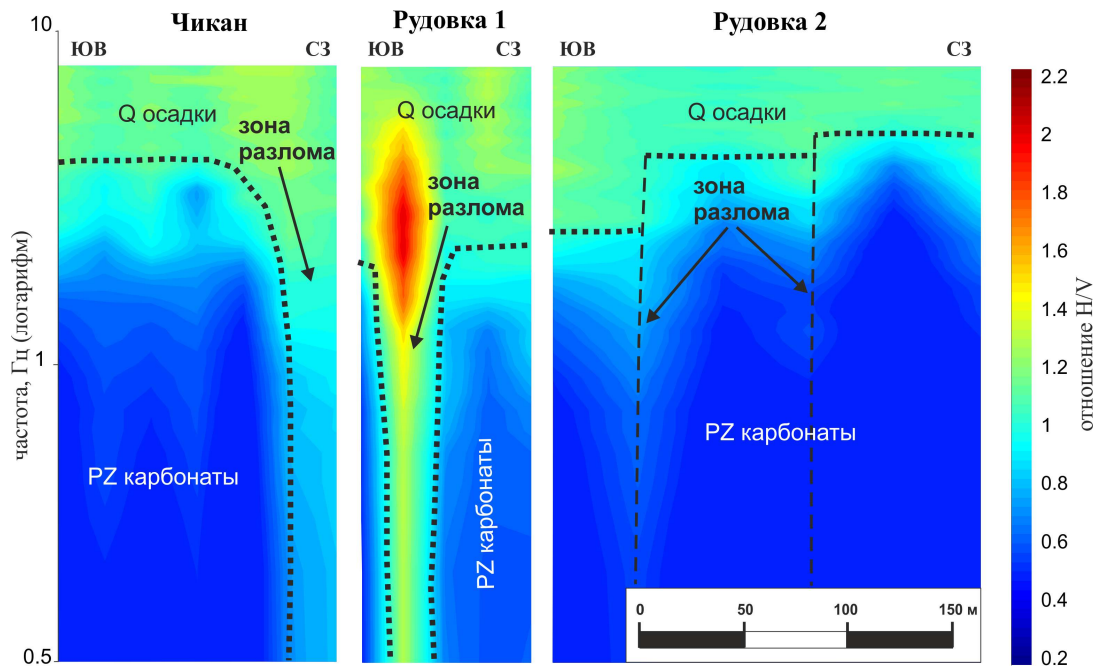 Чикан
Рудовка 1
Рудовка 2
ЮВ
СЗ
ЮВ
СЗ
ЮВ
СЗ
10
1
0.5
частота, Гц (логарифм)
Q осадки
зона
разлома
PZ карбонаты
Q осадки
зона
разлома
PZ карбонаты
Q осадки
зона
разлома
PZ карбонаты
0
50
100
150 м
2.2
2
1.8
1.6
1.4
1.2
1
0.8
0.6
0.4
0.2
отношение H/V